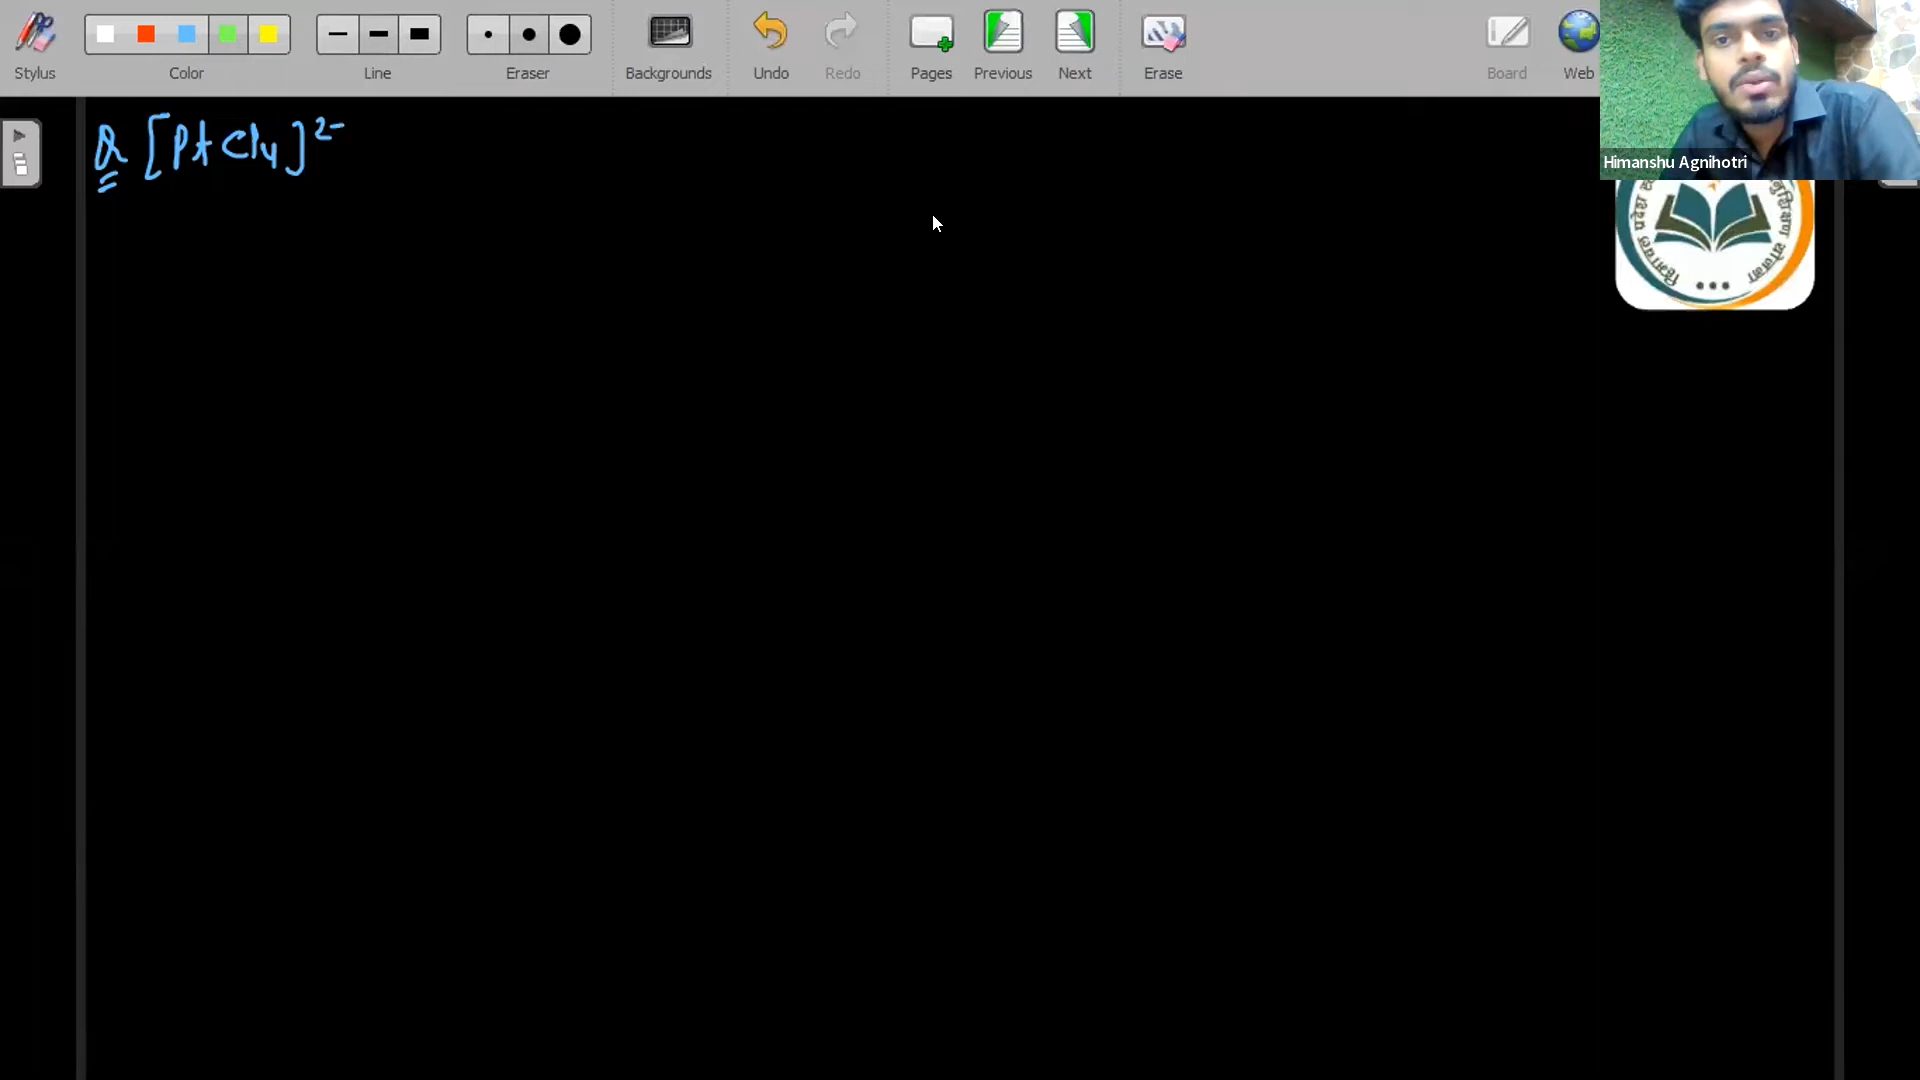 Stylus
Color
Line
Eraser
Backgrounds
Undo
Redo
Pages
Previous
Next
Erase
Board
Web
Himanshu Agnihotri
Q [PtCl4]2-